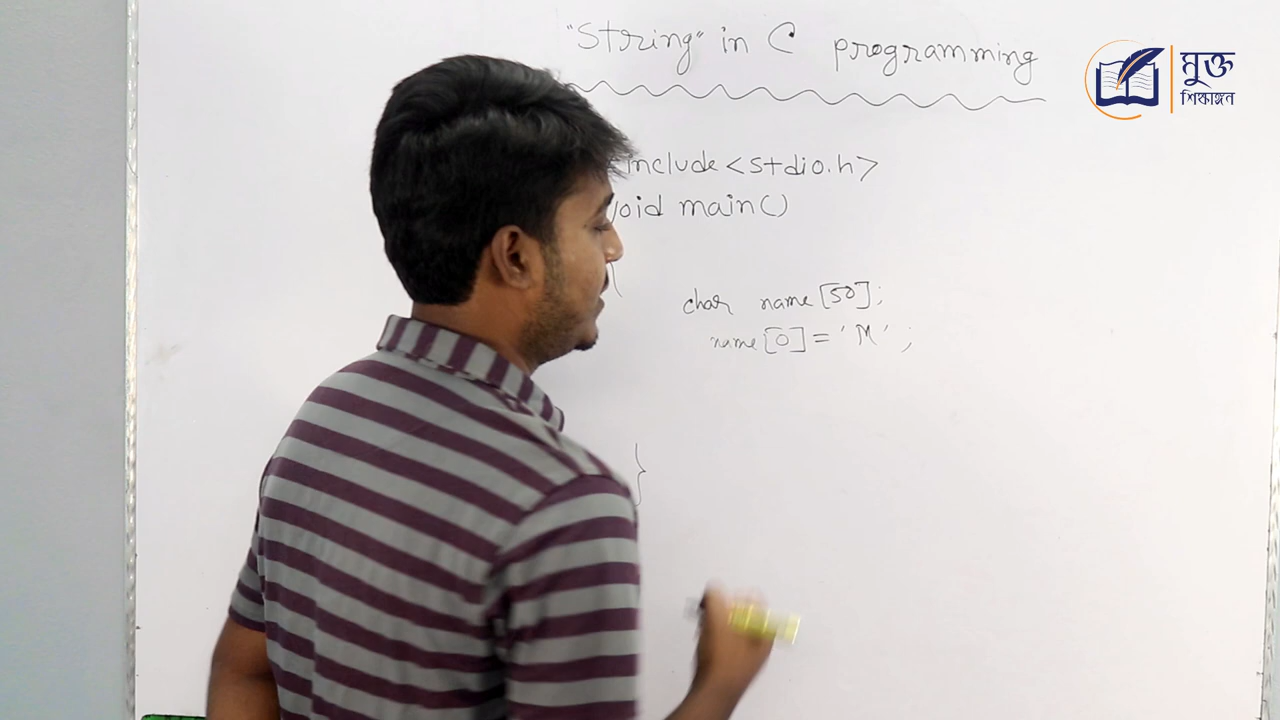 "String" in C programming
মুক্ত
শিক্ষাঙ্গন
#include<stdio.h>
void main()
{
char name[50];
name[0]='M';
}